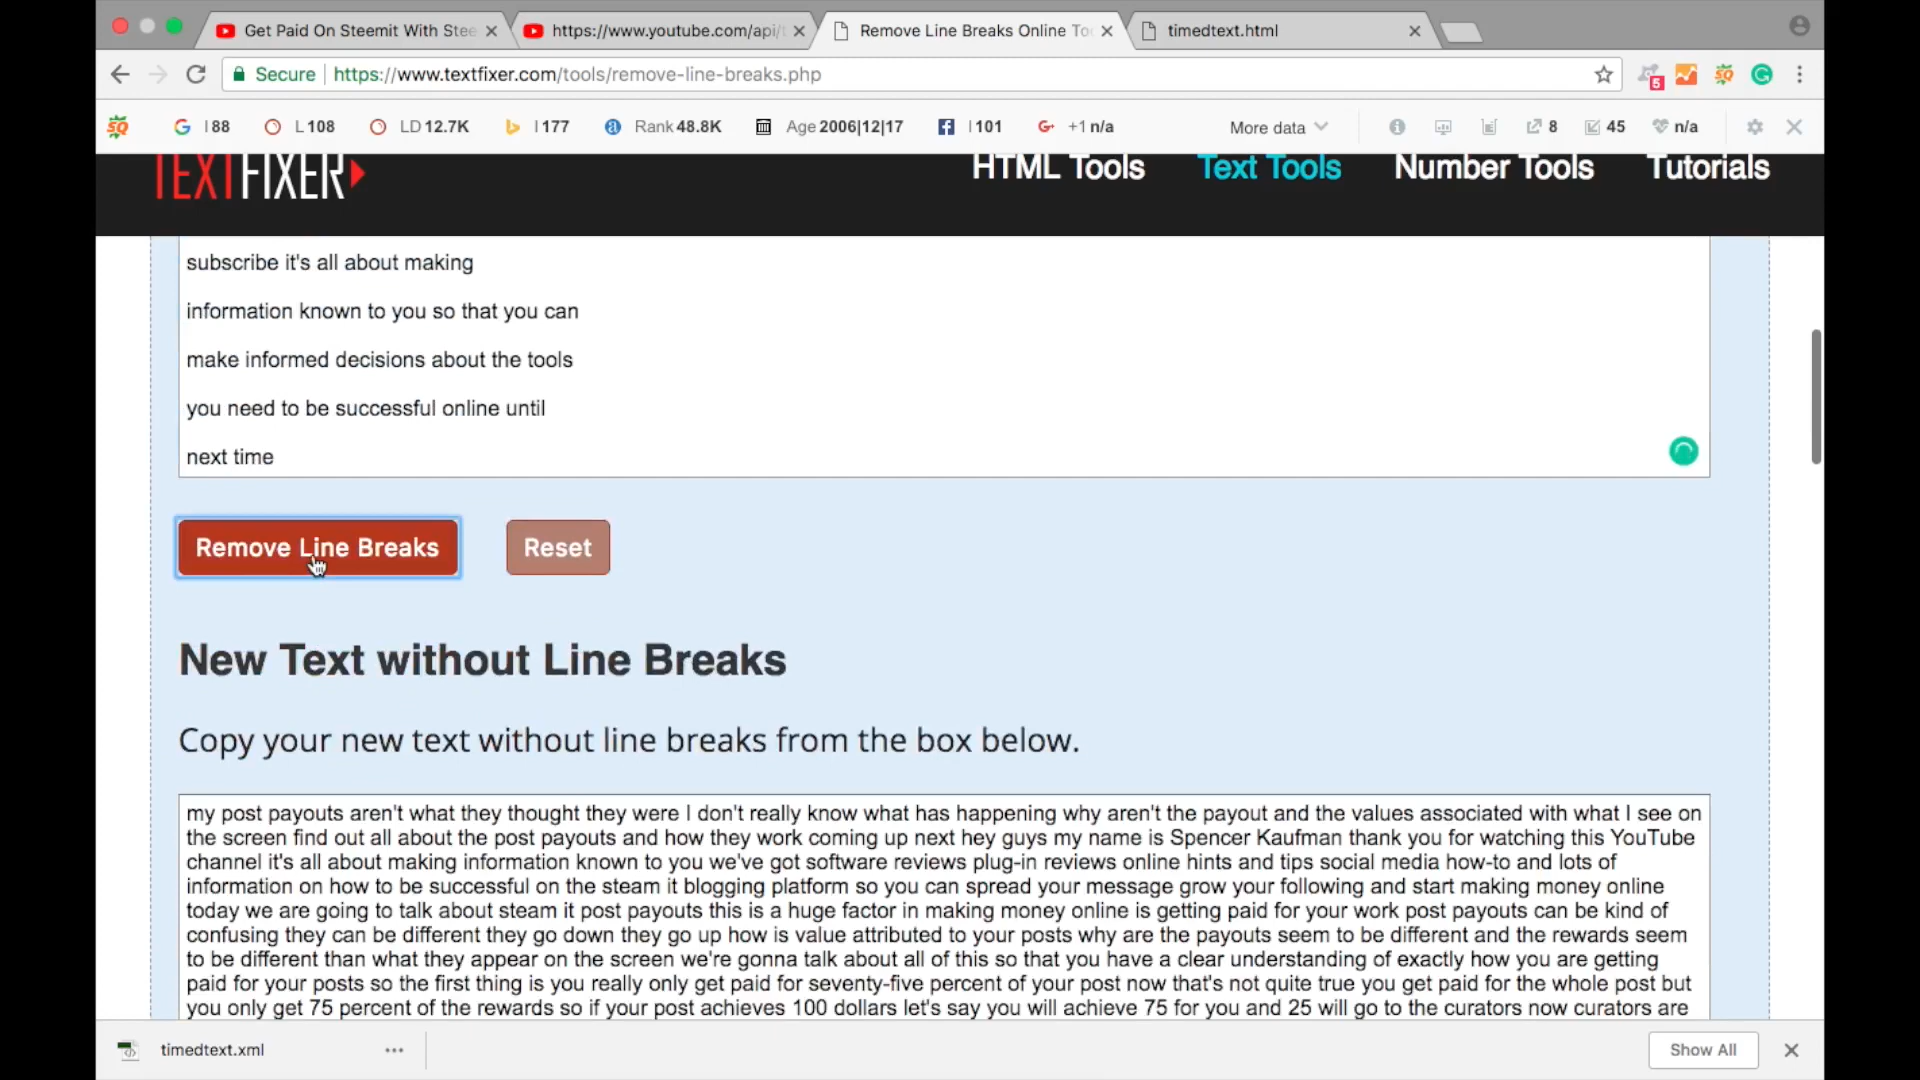 Get Paid On Steemit With Stee
https://www.youtube.com/api/t
Remove Line Breaks Online To
timedtext.html
Secure https://www.textfixer.com/tools/remove-line-breaks.php
5
SQ
I 88
L 108
LD 12.7K
I 177
Rank 48.8K
Age 2006|12|17
I 101
+1 n/a
More data
8
45
n/a
TEXTFIXER
HTML Tools
Text Tools
Number Tools
Tutorials
subscribe it's all about making
information known to you so that you can
make informed decisions about the tools
you need to be successful online until
next time
Remove Line Breaks
Reset
New Text without Line Breaks
Copy your new text without line breaks from the box below.
my post payouts aren't what they thought they were I don't really know what has happening why aren't the payout and the values associated with what I see on
the screen find out all about the post payouts and how they work coming up next hey guys my name is Spencer Kaufman thank you for watching this YouTube
channel it's all about making information known to you we've got software reviews plug-in reviews online hints and tips social media how-to and lots of
information on how to be successful on the steam it blogging platform so you can spread your message grow your following and start making money online
today we are going to talk about steam it post payouts this is a huge factor in making money online is getting paid for your work post payouts can be kind of
confusing they can be different they go down they go up how is value attributed to your posts why are the payouts seem to be different and the rewards seem
to be different than what they appear on the screen we're gonna talk about all of this so that you have a clear understanding of exactly how you are getting
paid for your posts so the first thing is you really only get paid for seventy-five percent of your post now that's not quite true you get paid for the whole post but
you only get 75 percent of the rewards so if your post achieves 100 dollars let's say you will achieve 75 for you and 25 will go to the curators now curators are
timedtext.xml
Show All